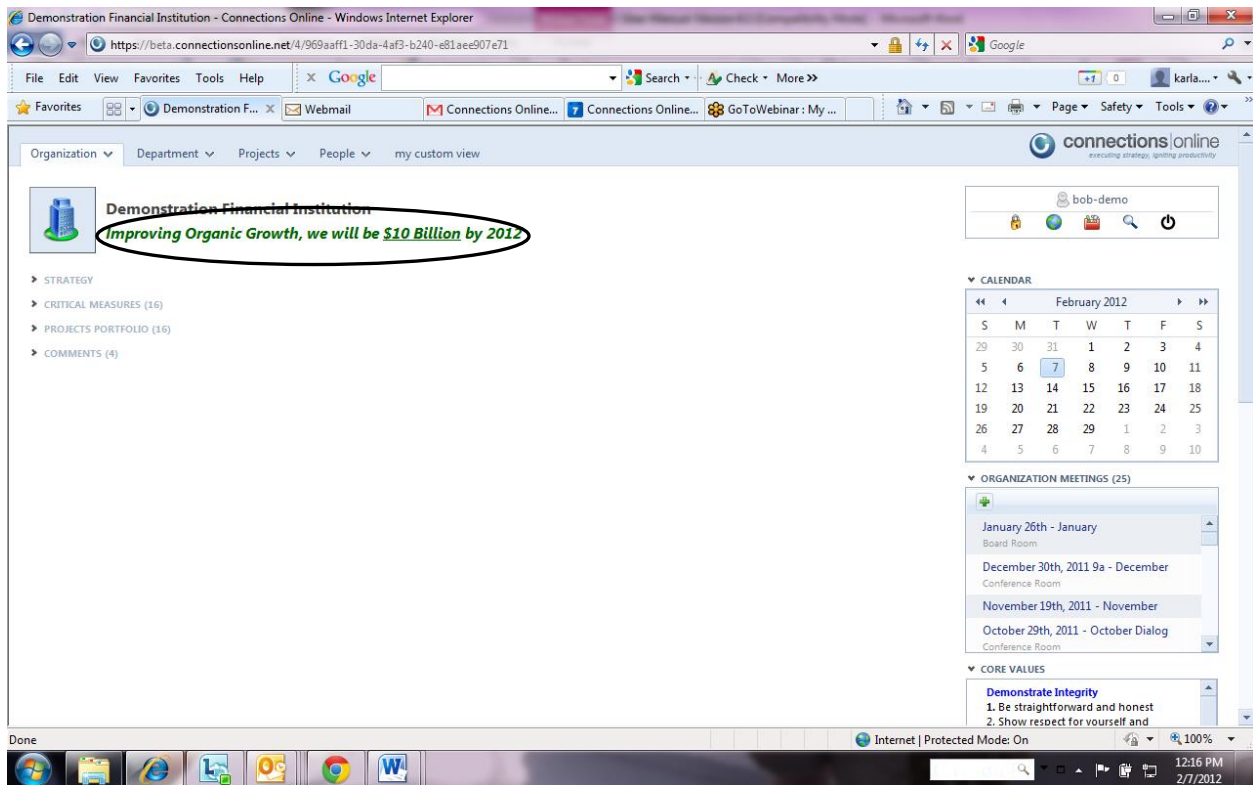 Demonstration Financial Institution - Connections Online - Windows Internet Explorer
https://beta.connectionsonline.net/4/969aaff1-30da-4af3-b240-e81aee907e71
Google
File Edit View Favorites Tools Help x Google Search Check More >> +1 0 karla....
Favorites Demonstration F... X Webmail Connections Online... 7 Connections Online... GoToWebinar : My ... Page Safety Tools
Organization Department Projects People my custom view
connections|online
executing strategy, igniting productivity
Demonstration Financial Institution
Improving Organic Growth, we will be $10 Billion by 2012
STRATEGY
CRITICAL MEASURES (16)
PROJECTS PORTFOLIO (16)
COMMENTS (4)
bob-demo
CALENDAR
February 2012
S M T W T F S
29 30 31 1 2 3 4
5 6 7 8 9 10 11
12 13 14 15 16 17 18
19 20 21 22 23 24 25
26 27 28 29 1 2 3
4 5 6 7 8 9 10
ORGANIZATION MEETINGS (25)
January 26th - January
Board Room
December 30th, 2011 9a - December
Conference Room
November 19th, 2011 - November
October 29th, 2011 - October Dialog
Conference Room
CORE VALUES
Demonstrate Integrity
1. Be straightforward and honest
2. Show respect for yourself and
Done
Internet | Protected Mode: On
100%
12:16 PM
2/7/2012